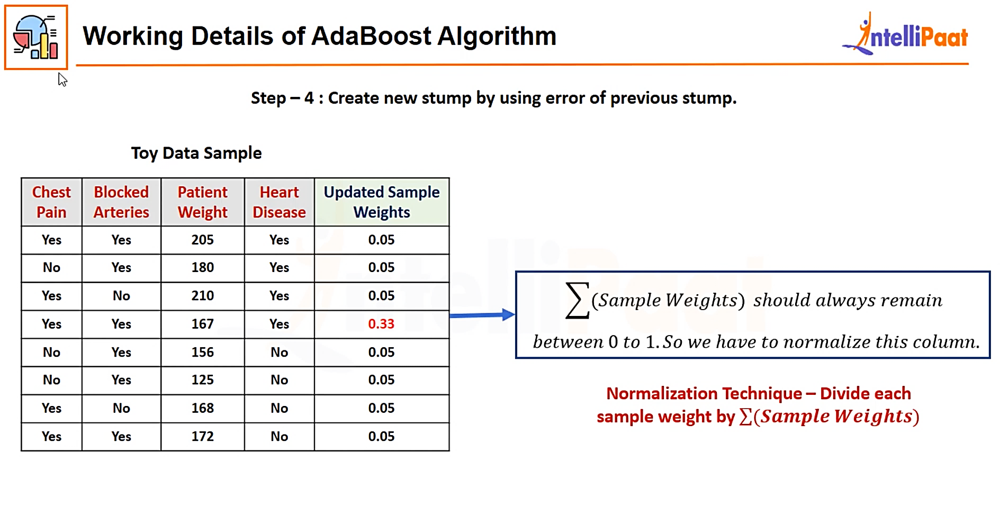 Working Details of AdaBoost Algorithm
IntelliPaat
Step – 4 : Create new stump by using error of previous stump.
Toy Data Sample
Chest Pain Blocked Arteries Patient Weight Heart Disease Updated Sample Weights
Yes Yes 205 Yes 0.05
No Yes 180 Yes 0.05
Yes No 210 Yes 0.05
Yes Yes 167 Yes 0.33
No Yes 156 No 0.05
No Yes 125 No 0.05
Yes No 168 No 0.05
Yes Yes 172 No 0.05
∑(Sample Weights) should always remain
between 0 to 1. So we have to normalize this column.
Normalization Technique – Divide each
sample weight by ∑(Sample Weights)
IntelliPaat